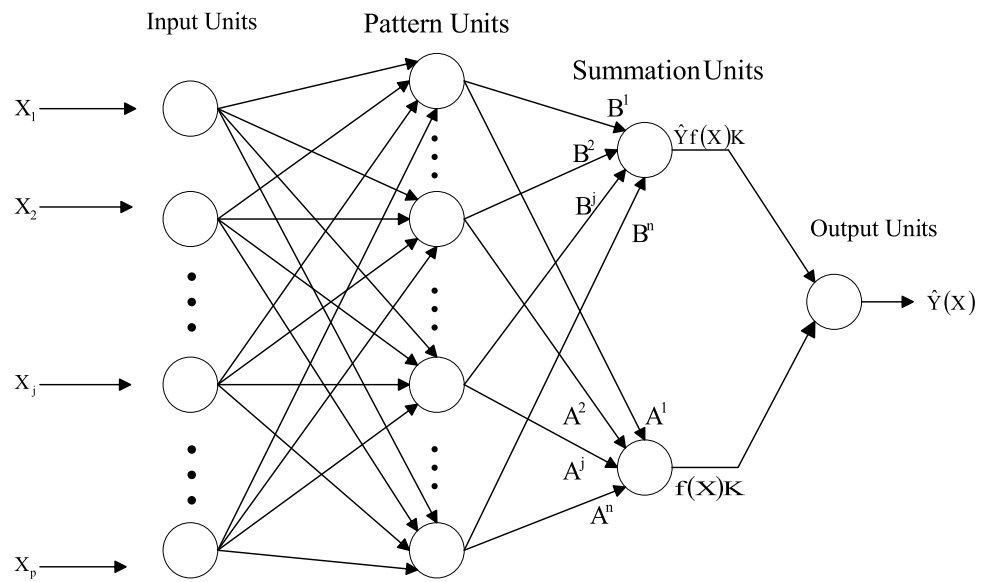 Input Units
Pattern Units
Summation Units
Output Units
X₁
X₂
Xⱼ
Xₚ
B¹
B²
Bʲ
Bⁿ
A²
A¹
Aʲ
Aⁿ
Ŷf(X)K
f(X)K
Ŷ(X)